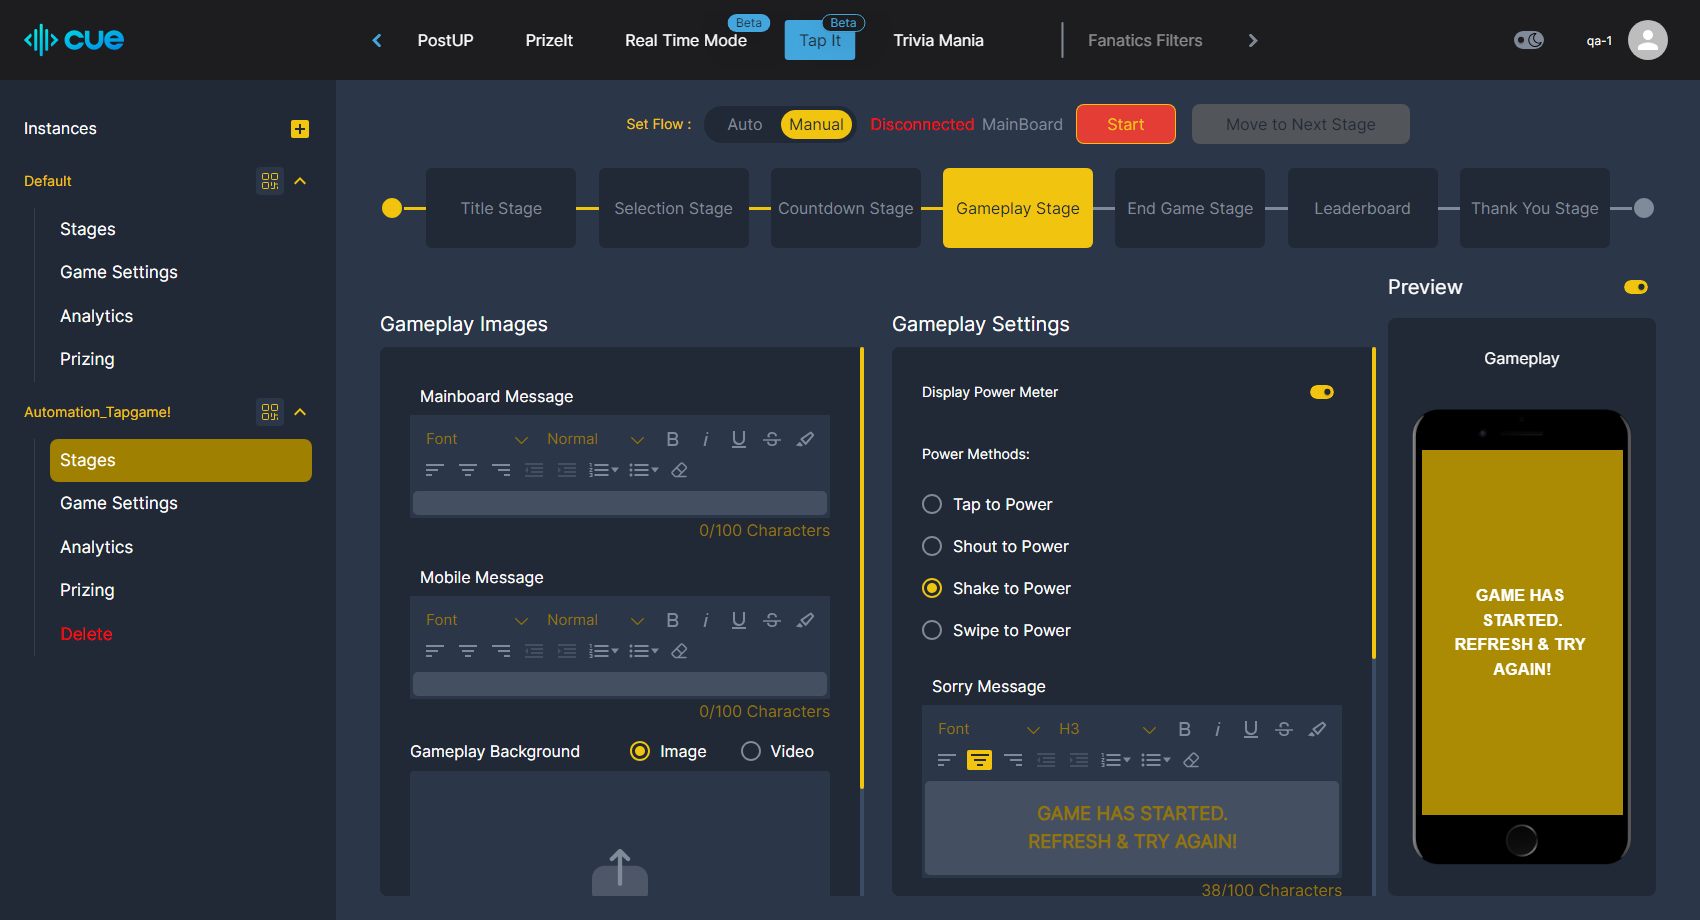 cue
PostUP
PrizeIt
Real Time Mode
Beta
Tap It
Beta
Trivia Mania
Fanatics Filters
qa-1
Instances
Default
Stages
Game Settings
Analytics
Prizing
Automation_Tapgame!
Stages
Game Settings
Analytics
Prizing
Delete
Set Flow :
Auto
Manual
Disconnected MainBoard
Start
Move to Next Stage
Title Stage
Selection Stage
Countdown Stage
Gameplay Stage
End Game Stage
Leaderboard
Thank You Stage
Gameplay Images
Mainboard Message
Font
Normal
B i U S
0/100 Characters
Mobile Message
Font
Normal
B i U S
0/100 Characters
Gameplay Background
Image
Video
Gameplay Settings
Display Power Meter
Power Methods:
Tap to Power
Shout to Power
Shake to Power
Swipe to Power
Sorry Message
Font
H3
B i U S
GAME HAS STARTED.
REFRESH & TRY AGAIN!
38/100 Characters
Preview
Gameplay
GAME HAS
STARTED.
REFRESH & TRY
AGAIN!